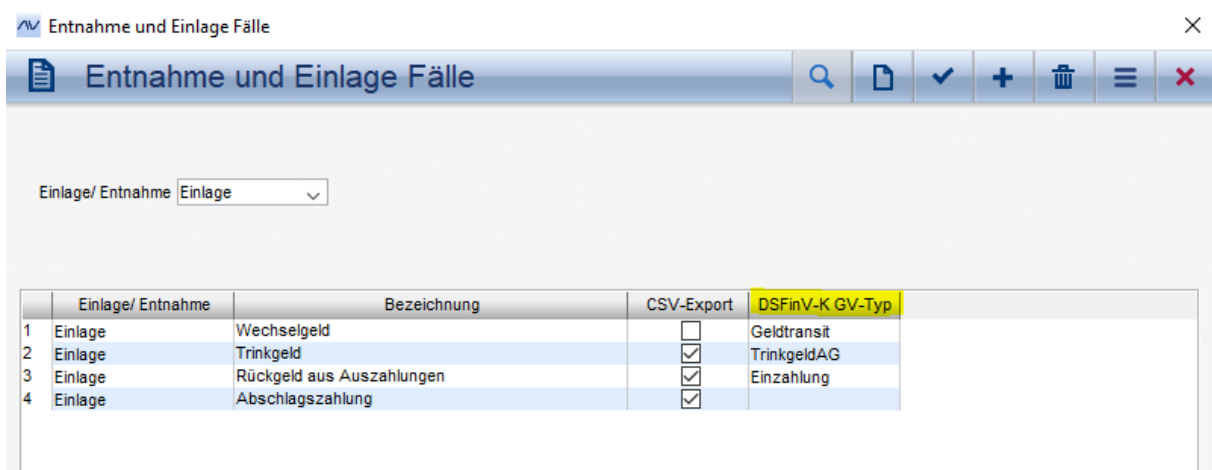 Entnahme und Einlage Fälle
Entnahme und Einlage Fälle
Einlage/ Entnahme Einlage
Einlage/ Entnahme Bezeichnung CSV-Export DSFinV-K GV-Typ
1 Einlage Wechselgeld Geldtransit
2 Einlage Trinkgeld TrinkgeldAG
3 Einlage Rückgeld aus Auszahlungen Einzahlung
4 Einlage Abschlagszahlung